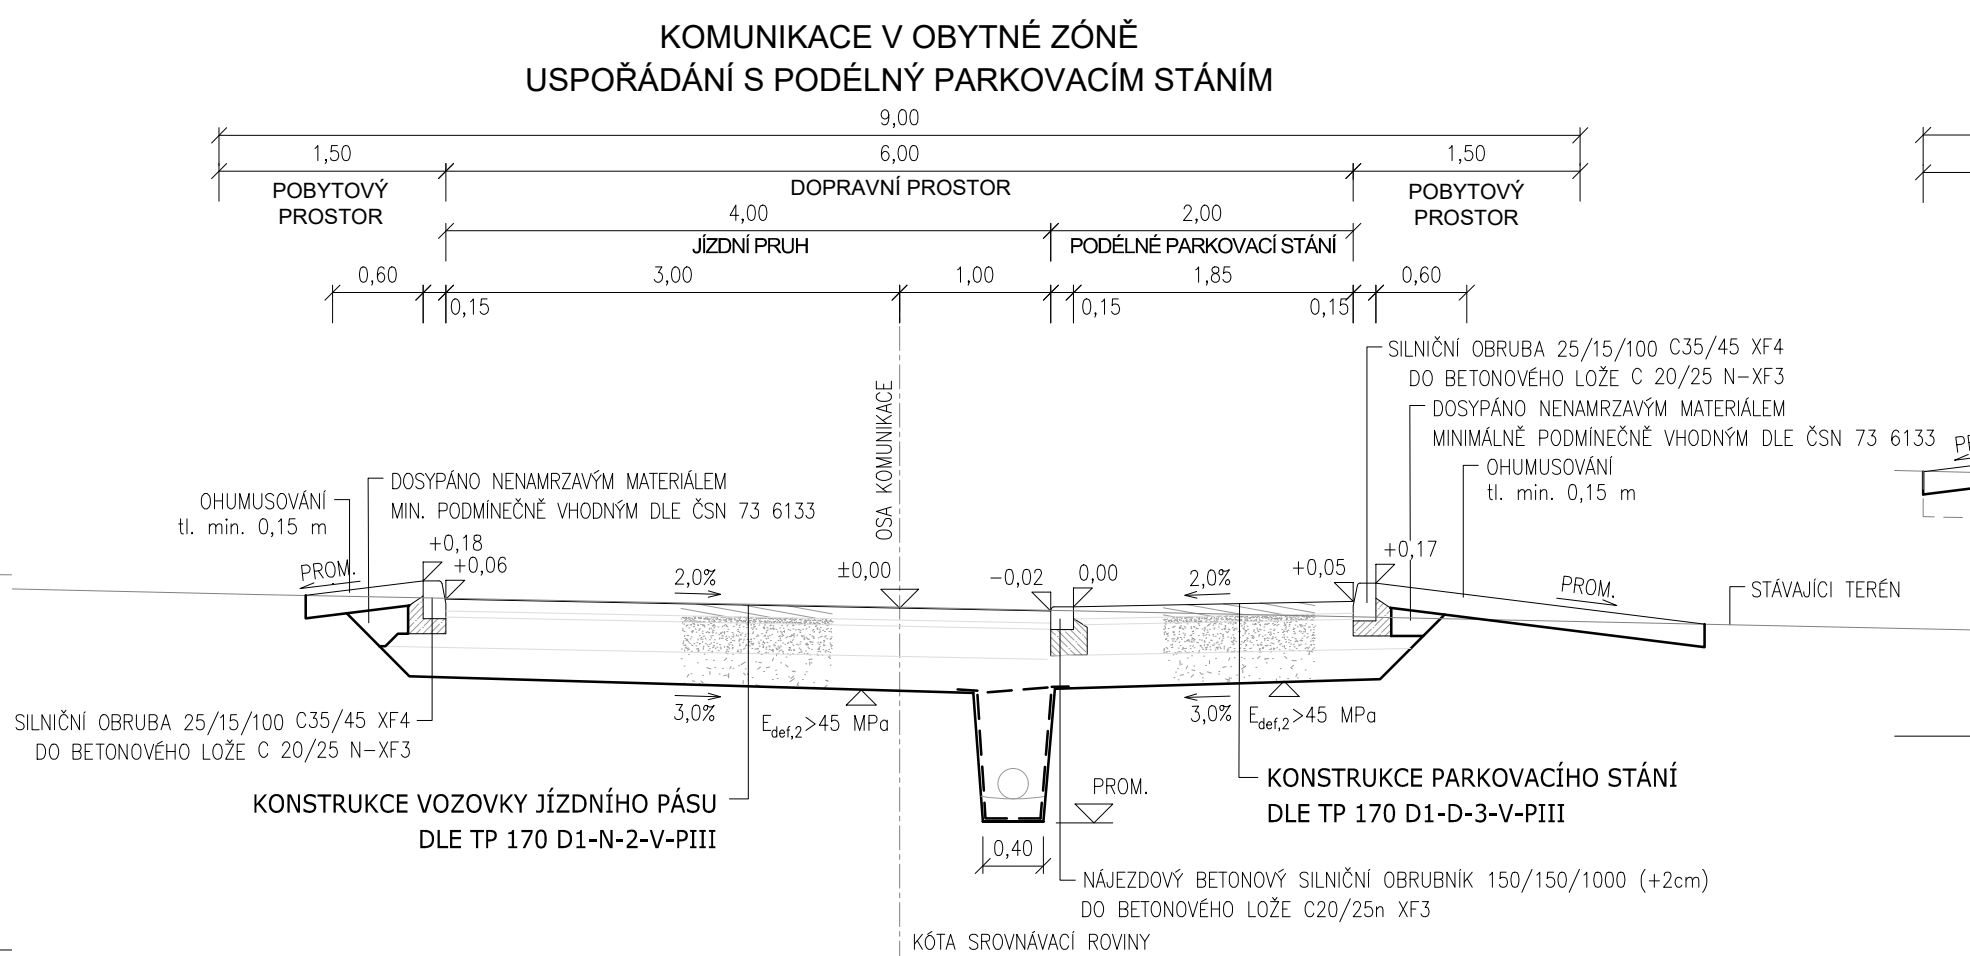 KOMUNIKACE V OBYTNÉ ZÓNĚ
USPOŘÁDÁNÍ S PODÉLNÝ PARKOVACÍM STÁNÍM
9,00
1,50
6,00
1,50
POBYTOVÝ
PROSTOR
DOPRAVNÍ PROSTOR
POBYTOVÝ
PROSTOR
4,00
2,00
JÍZDNÍ PRUH
PODÉLNÉ PARKOVACÍ STÁNÍ
0,60
3,00
1,00
1,85
0,60
0,15
0,15
0,15
SILNIČNÍ OBRUBA 25/15/100 C35/45 XF4
DO BETONOVÉHO LOŽE C 20/25 N-XF3
DOSYPÁNO NENAMRZAVÝM MATERIÁLEM
MINIMÁLNĚ PODMÍNEČNĚ VHODNÝM DLE ČSN 73 6133
OHUMUSOVÁNÍ
tl. min. 0,15 m
OSA KOMUNIKACE
DOSYPÁNO NENAMRZAVÝM MATERIÁLEM
MIN. PODMÍNEČNĚ VHODNÝM DLE ČSN 73 6133
OHUMUSOVÁNÍ
tl. min. 0,15 m
+0,18
+0,06
PROM.
2,0%
±0,00
-0,02
0,00
2,0%
+0,05
+0,17
PROM.
STÁVAJÍCI TERÉN
3,0%
Edef,2>45 MPa
3,0%
Edef,2>45 MPa
SILNIČNÍ OBRUBA 25/15/100 C35/45 XF4
DO BETONOVÉHO LOŽE C 20/25 N-XF3
KONSTRUKCE VOZOVKY JÍZDNÍHO PÁSU
DLE TP 170 D1-N-2-V-PIII
PROM.
KONSTRUKCE PARKOVACÍHO STÁNÍ
DLE TP 170 D1-D-3-V-PIII
0,40
NÁJEZDOVÝ BETONOVÝ SILNIČNÍ OBRUBNÍK 150/150/1000 (+2cm)
DO BETONOVÉHO LOŽE C20/25n XF3
KÓTA SROVNÁVACÍ ROVINY